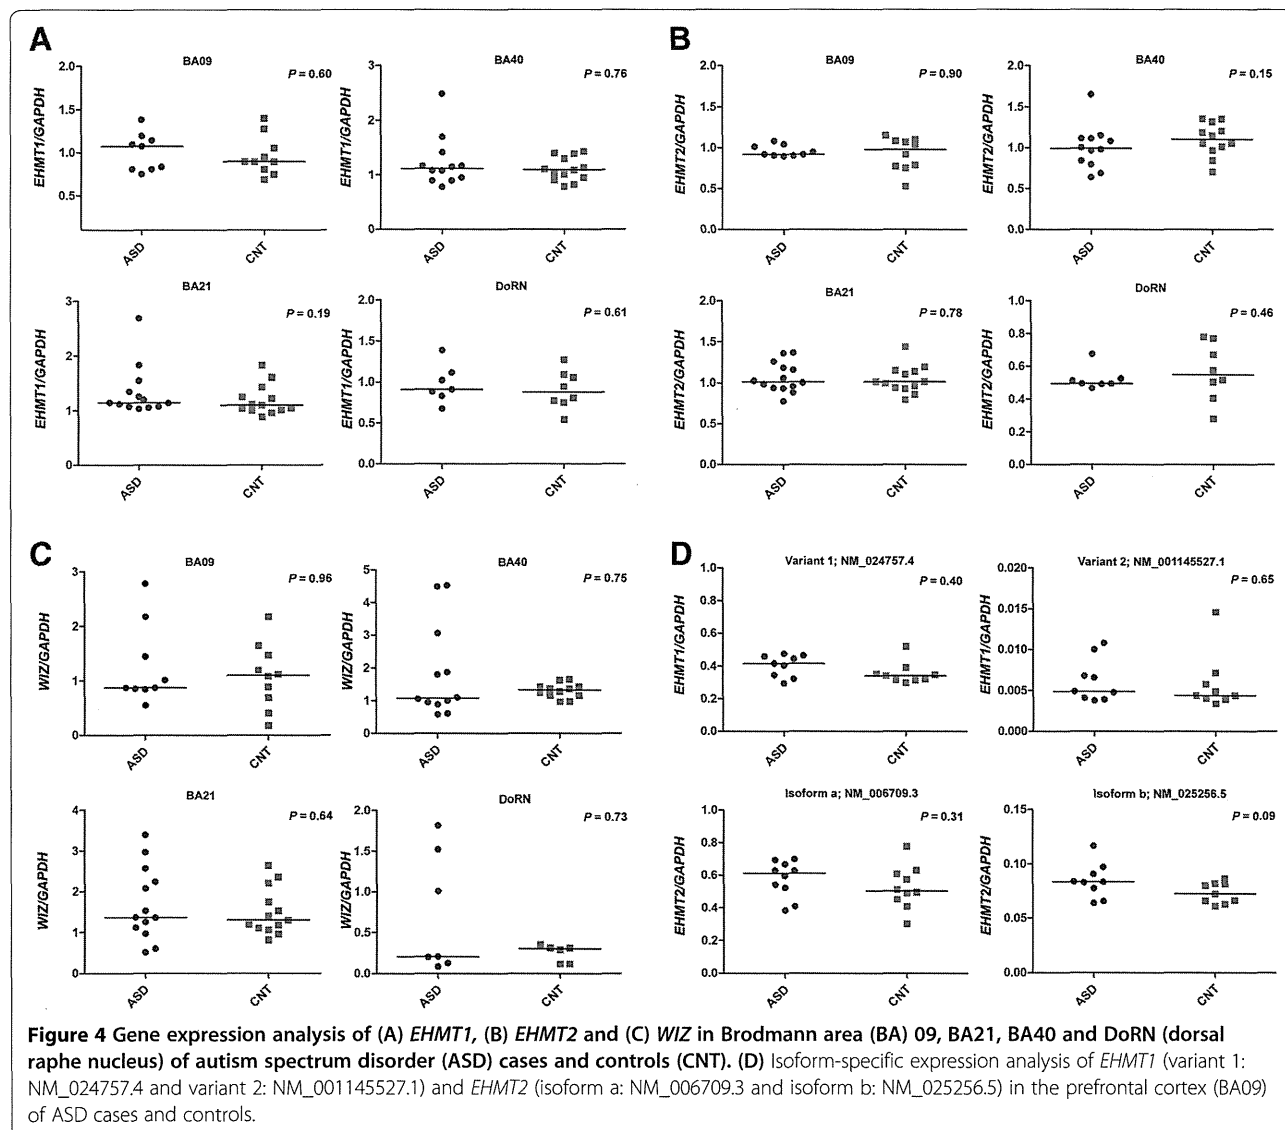 A
BA09
P = 0.60
EHMT1/GAPDH
2.0
1.5
1.0
0.5
ASD
CNT
BA40
P = 0.76
EHMT1/GAPDH
3
2
1
0
ASD
CNT
BA21
P = 0.19
EHMT1/GAPDH
3
2
1
0
ASD
CNT
DoRN
P = 0.61
EHMT1/GAPDH
2.0
1.5
1.0
0.5
0.0
ASD
CNT
B
BA09
P = 0.90
EHMT2/GAPDH
2.0
1.5
1.0
0.5
0.0
ASD
CNT
BA40
P = 0.15
EHMT2/GAPDH
2.0
1.5
1.0
0.5
0.0
ASD
CNT
BA21
P = 0.78
EHMT2/GAPDH
2.0
1.5
1.0
0.5
0.0
ASD
CNT
DoRN
P = 0.46
EHMT2/GAPDH
1.0
0.8
0.6
0.4
0.2
0.0
ASD
CNT
C
BA09
P = 0.96
WIZ/GAPDH
3
2
1
0
ASD
CNT
BA40
P = 0.75
WIZ/GAPDH
5
4
3
2
1
0
ASD
CNT
BA21
P = 0.64
WIZ/GAPDH
4
3
2
1
0
ASD
CNT
DoRN
P = 0.73
WIZ/GAPDH
2.0
1.5
1.0
0.5
0.0
ASD
CNT
D
Variant 1; NM_024757.4
P = 0.40
EHMT1/GAPDH
1.0
0.8
0.6
0.4
0.2
0.0
ASD
CNT
Variant 2; NM_001145527.1
P = 0.65
EHMT1/GAPDH
0.020
0.015
0.010
0.005
0.000
ASD
CNT
Isoform a; NM_006709.3
P = 0.31
EHMT2/GAPDH
1.0
0.8
0.6
0.4
0.2
0.0
ASD
CNT
Isoform b; NM_025256.5
P = 0.09
EHMT2/GAPDH
0.15
0.10
0.05
0.00
ASD
CNT
Figure 4 Gene expression analysis of (A) EHMT1, (B) EHMT2 and (C) WIZ in Brodmann area (BA) 09, BA21, BA40 and DoRN (dorsal
raphe nucleus) of autism spectrum disorder (ASD) cases and controls (CNT). (D) Isoform-specific expression analysis of EHMT1 (variant 1:
NM_024757.4 and variant 2: NM_001145527.1) and EHMT2 (isoform a: NM_006709.3 and isoform b: NM_025256.5) in the prefrontal cortex (BA09)
of ASD cases and controls.